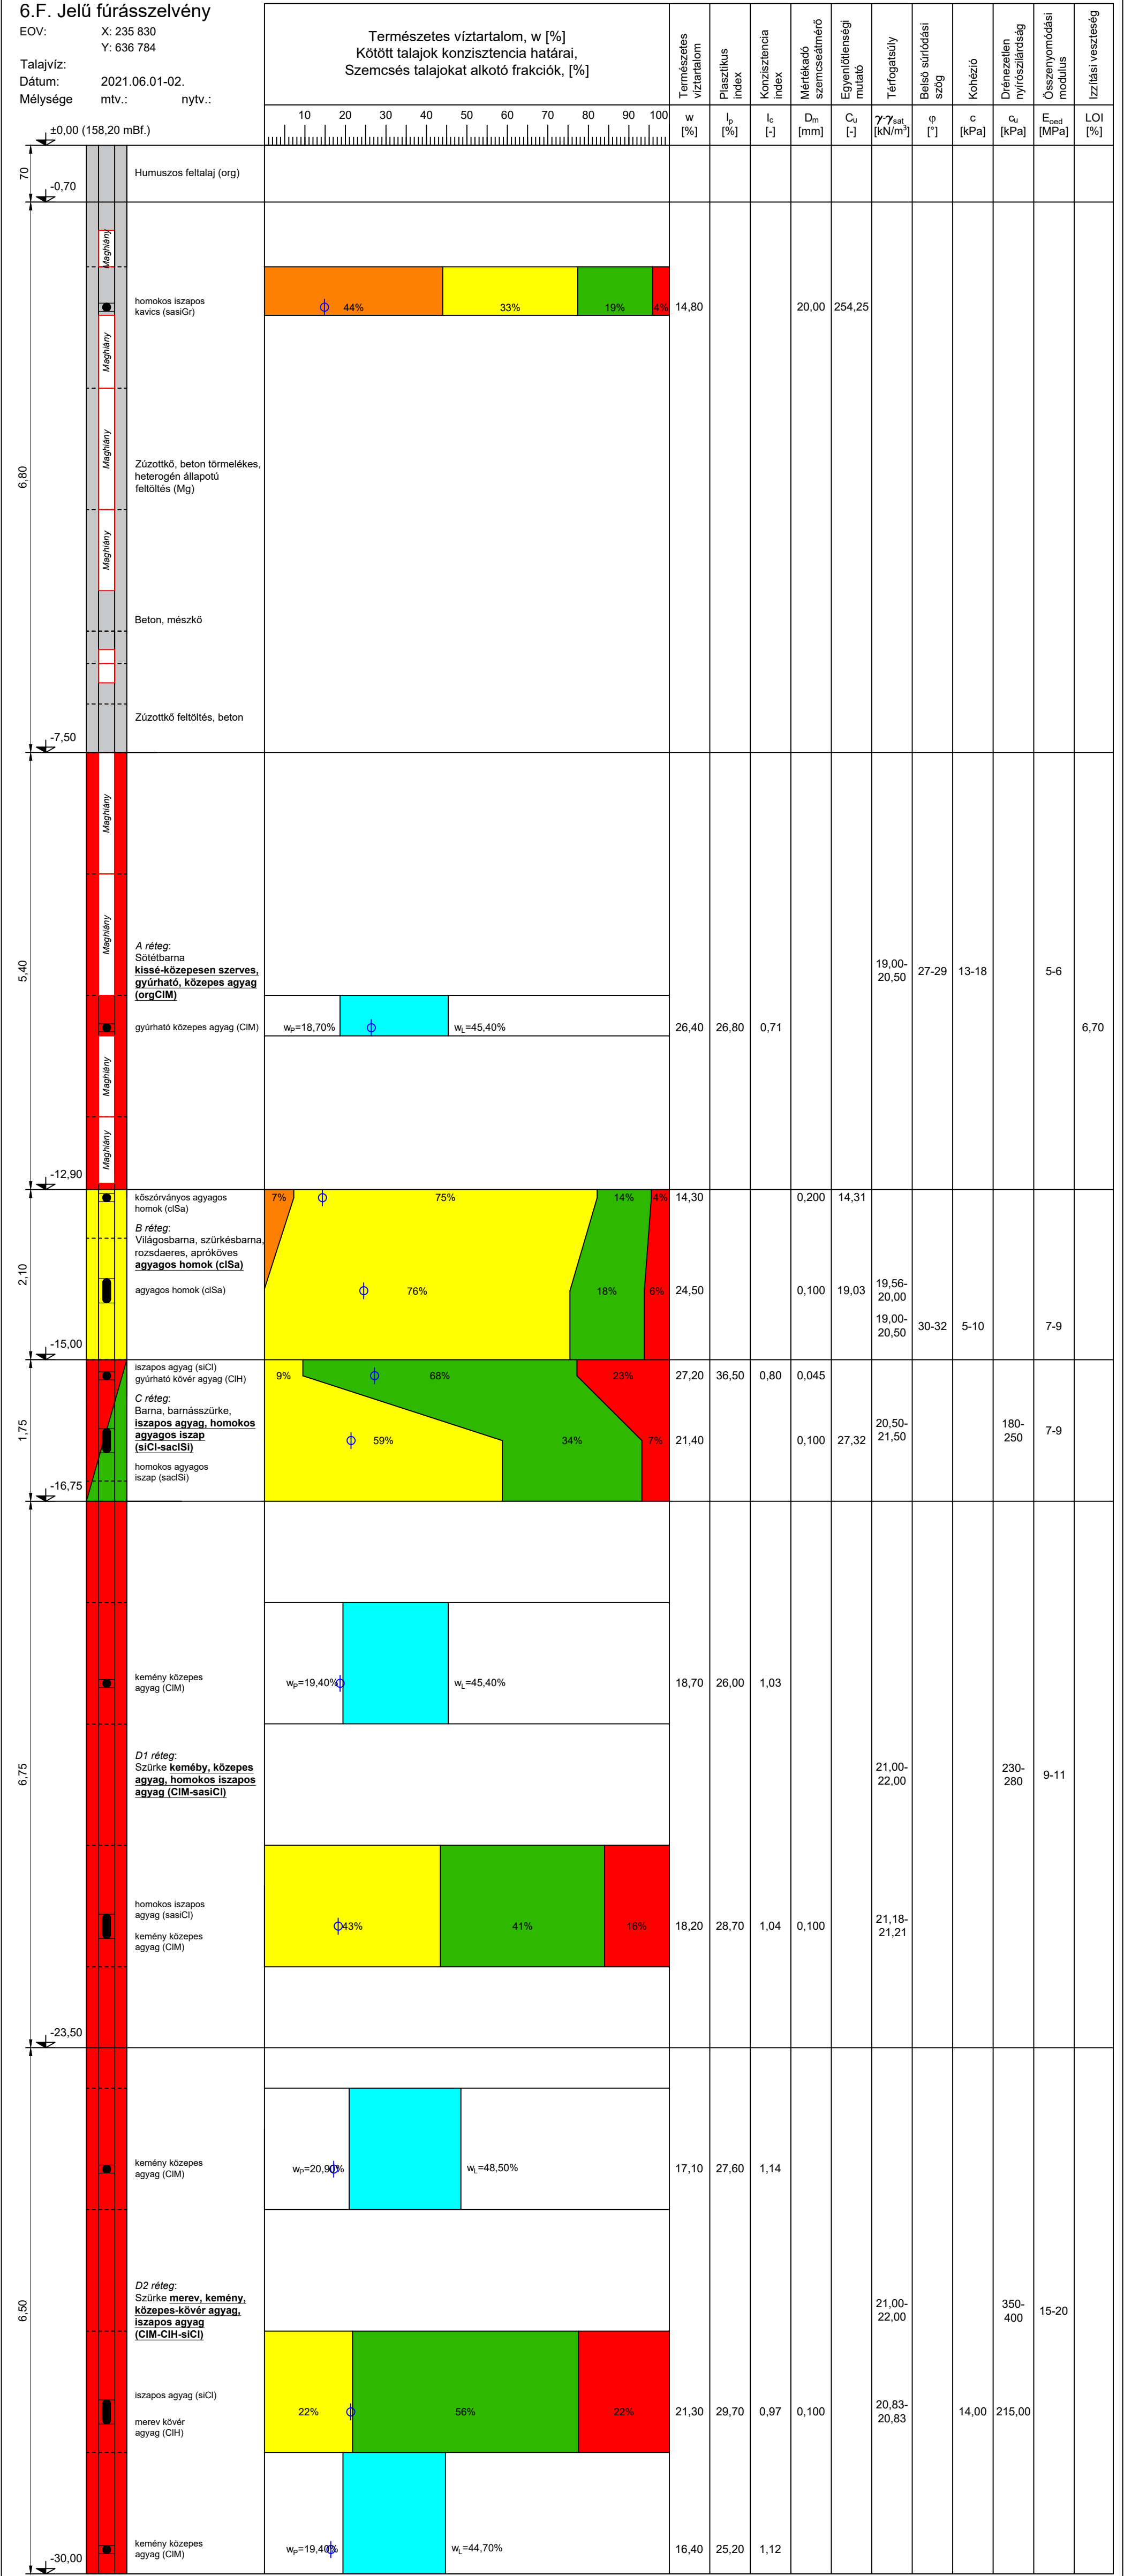 6.F. Jelű fúrásszelvény
EOV: X: 235 830
Y: 636 784
Talajvíz:
Dátum: 2021.06.01-02.
Mélysége mtv.: nytv.:
Természetes víztartalom, w [%]
Kötött talajok konzisztencia határai,
Szemcsés talajokat alkotó frakciók, [%]
Természetes víztartalom
Plasztikus index
Konzisztencia index
Mértékadó szemcseátmérő
Egyenlőtlenségi mutató
Térfogatsúly
Belső súrlódási szög
Kohézió
Drénezetlen nyírószilárdság
Összenyomódási modulus
Izzítási veszteség
10 20 30 40 50 60 70 80 90 100
w Ip Ic Dm Cu γ-γsat φ c cu Eoed LOI
[%] [%] [-] [mm] [-] [kN/m³] [°] [kPa] [kPa] [MPa] [%]
±0,00 (158,20 mBf.)
70
Humuszos feltalaj (org)
-0,70
Maghiány
homokos iszapos
kavics (sasiGr)
44% 33% 19% 4% 14,80 20,00 254,25
Maghiány
Maghiány
6,80
Zúzottkő, beton törmelékes,
heterogén állapotú
feltöltés (Mg)
Maghiány
Beton, mészkő
Zúzottkő feltöltés, beton
-7,50
Maghiány
Maghiány
5,40
A réteg:
Sötétbarna
kissé-közepesen szerves,
gyúrható, közepes agyag
(orgClM)
19,00-
20,50
27-29 13-18 5-6
gyúrható közepes agyag (ClM)
wP=18,70% wL=45,40% 26,40 26,80 0,71 6,70
Maghiány
Maghiány
-12,90
kőszórványos agyagos
homok (clSa)
7% 75% 14% 4% 14,30 0,200 14,31
2,10
B réteg:
Világosbarna, szürkésbarna,
rozsdaeres, apróköves
agyagos homok (clSa)
agyagos homok (clSa)
76% 18% 6% 24,50 0,100 19,03
19,56-
20,00
19,00-
20,50
30-32 5-10 7-9
-15,00
iszapos agyag (siCl)
gyúrható kövér agyag (ClH)
9% 68% 23% 27,20 36,50 0,80 0,045
1,75
C réteg:
Barna, barnásszürke,
iszapos agyag, homokos
agyagos iszap
(siCl-saclSi)
20,50-
21,50
180-
250
7-9
59% 34% 7% 21,40 0,100 27,32
homokos agyagos
iszap (saclSi)
-16,75
kemény közepes
agyag (ClM)
wP=19,40% wL=45,40% 18,70 26,00 1,03
6,75
D1 réteg:
Szürke keméby, közepes
agyag, homokos iszapos
agyag (ClM-sasiCl)
21,00-
22,00
230-
280
9-11
homokos iszapos
agyag (sasiCl)
kemény közepes
agyag (ClM)
43% 41% 16% 18,20 28,70 1,04 0,100
21,18-
21,21
-23,50
kemény közepes
agyag (ClM)
wP=20,90% wL=48,50% 17,10 27,60 1,14
6,50
D2 réteg:
Szürke merev, kemény,
közepes-kövér agyag,
iszapos agyag
(ClM-ClH-siCl)
21,00-
22,00
350-
400
15-20
iszapos agyag (siCl)
merev kövér
agyag (ClH)
22% 56% 22% 21,30 29,70 0,97 0,100
20,83-
20,83
14,00 215,00
kemény közepes
agyag (ClM)
wP=19,40% wL=44,70% 16,40 25,20 1,12
-30,00